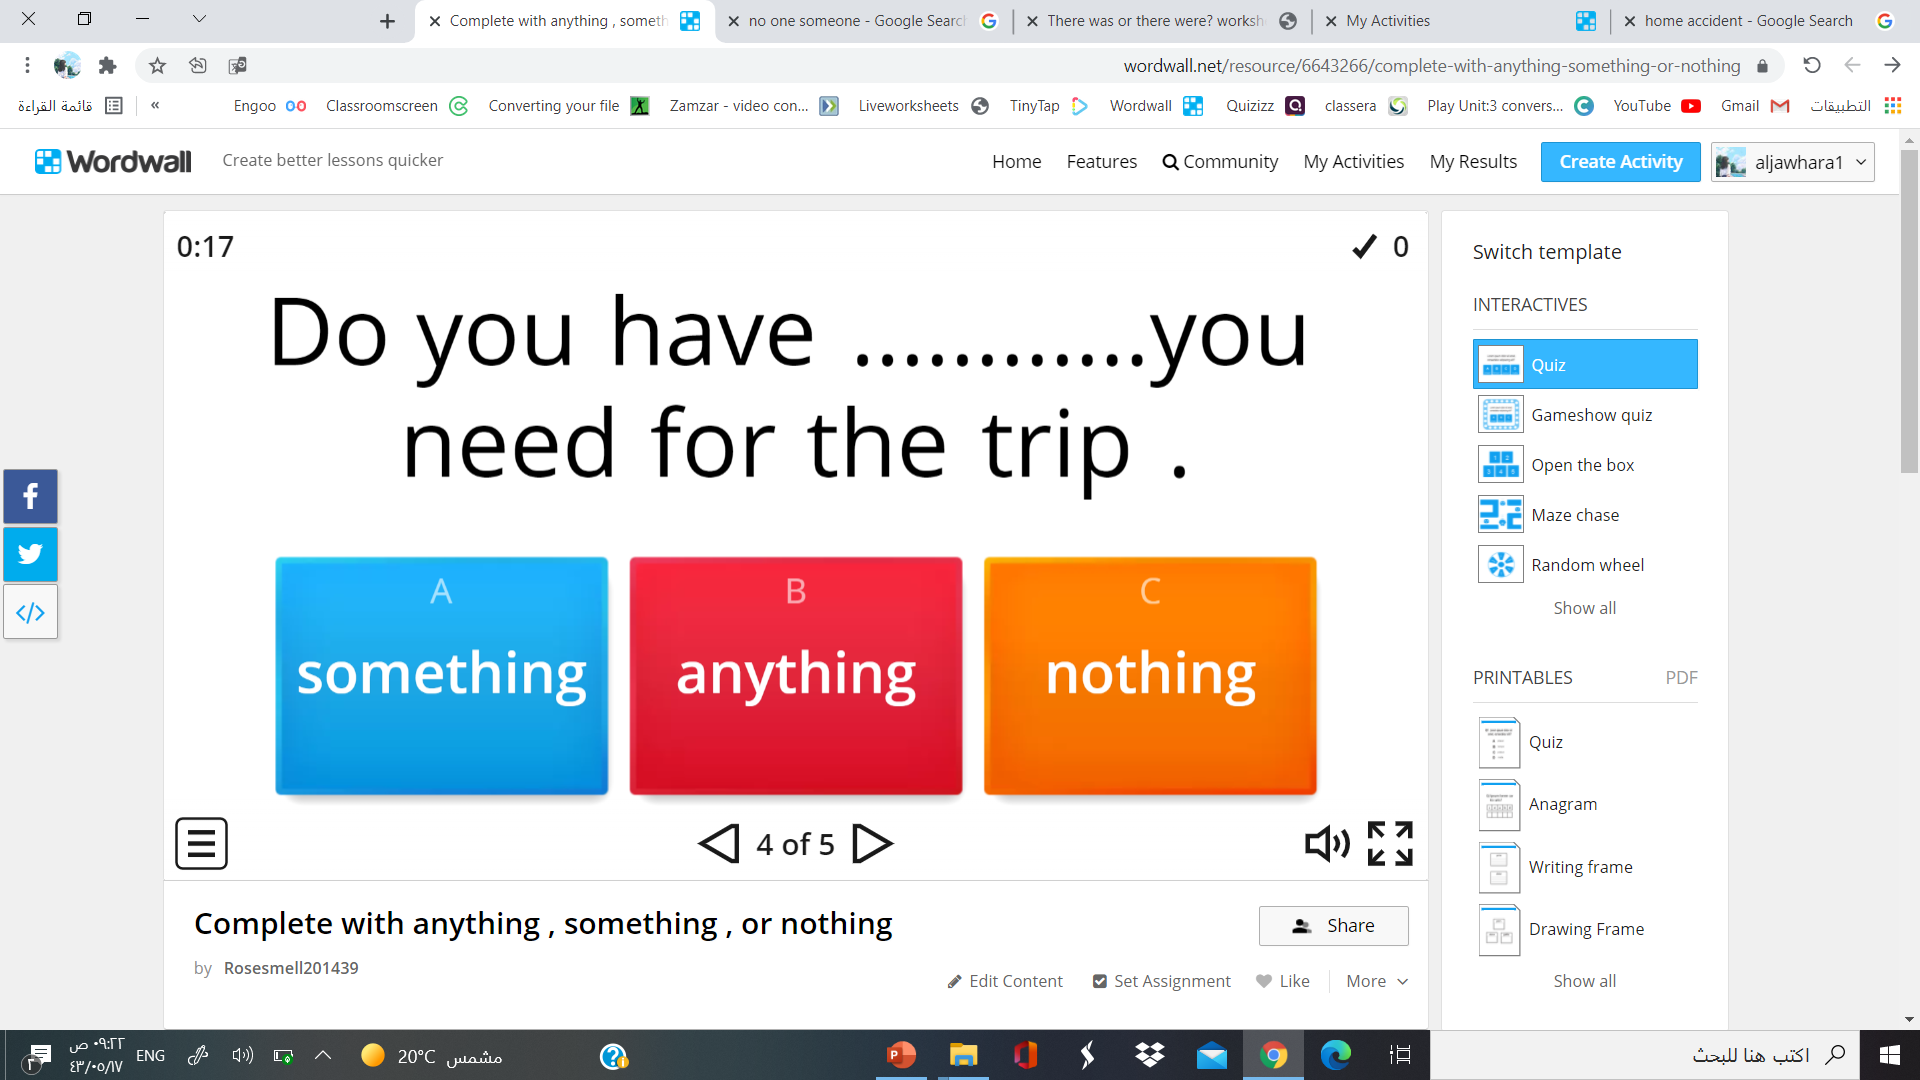 Complete with anything , someth
no one someone - Google Search
There was or there were? worksh
My Activities
home accident - Google Search
wordwall.net/resource/6643266/complete-with-anything-something-or-nothing
قائمة القراءة
«
Engoo
Classroomscreen
Converting your file
Zamzar - video con...
Liveworksheets
TinyTap
Wordwall
Quizizz
classera
Play Unit:3 convers...
YouTube
Gmail
التطبيقات
Wordwall
Create better lessons quicker
Home
Features
Community
My Activities
My Results
Create Activity
aljawhara1
0:17
0
Do you have ............you
need for the trip .
A
something
B
anything
C
nothing
4 of 5
Complete with anything , something , or nothing
by Rosesmell201439
Share
Edit Content
Set Assignment
Like
More
Switch template
INTERACTIVES
Quiz
Gameshow quiz
Open the box
Maze chase
Random wheel
Show all
PRINTABLES
PDF
Quiz
Anagram
Writing frame
Drawing Frame
Show all
٠٩:٢٢ ص
٤٣/٠٥/١٧
ENG
20°C مشمس
اكتب هنا للبحث